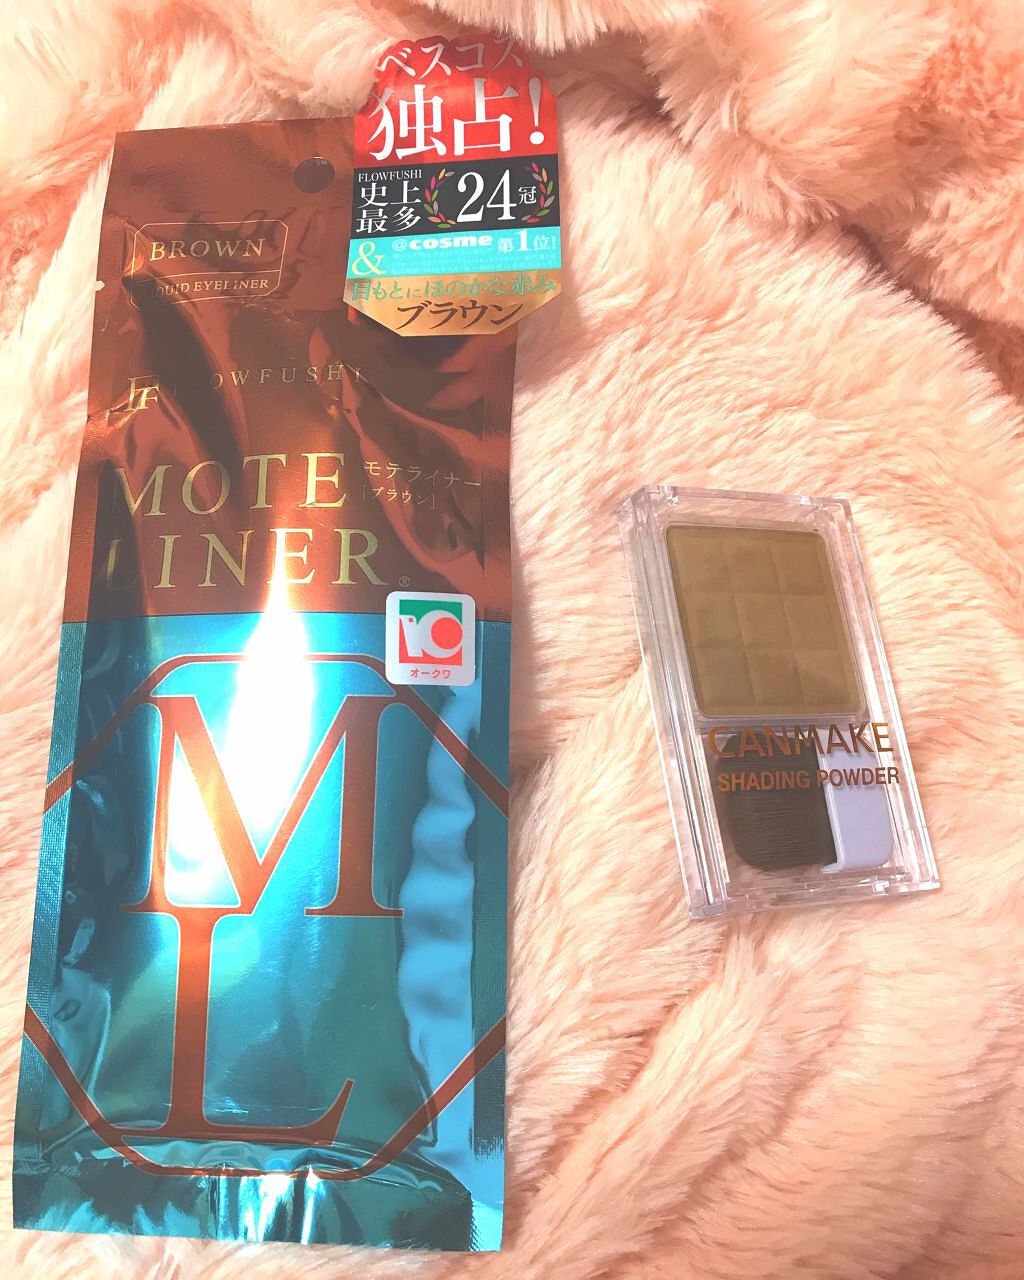 ベスコス
独占!
FLOWFUSHI
史上
最多
24冠
&
@cosme 第1位!
目もとにほのかな赤み
ブラウン
BROWN
LIQUID EYELINER
FF FLOWFUSHI
MOTE
LINER®
モテライナー
[ブラウン]
オークワ
ML
CANMAKE
SHADING POWDER